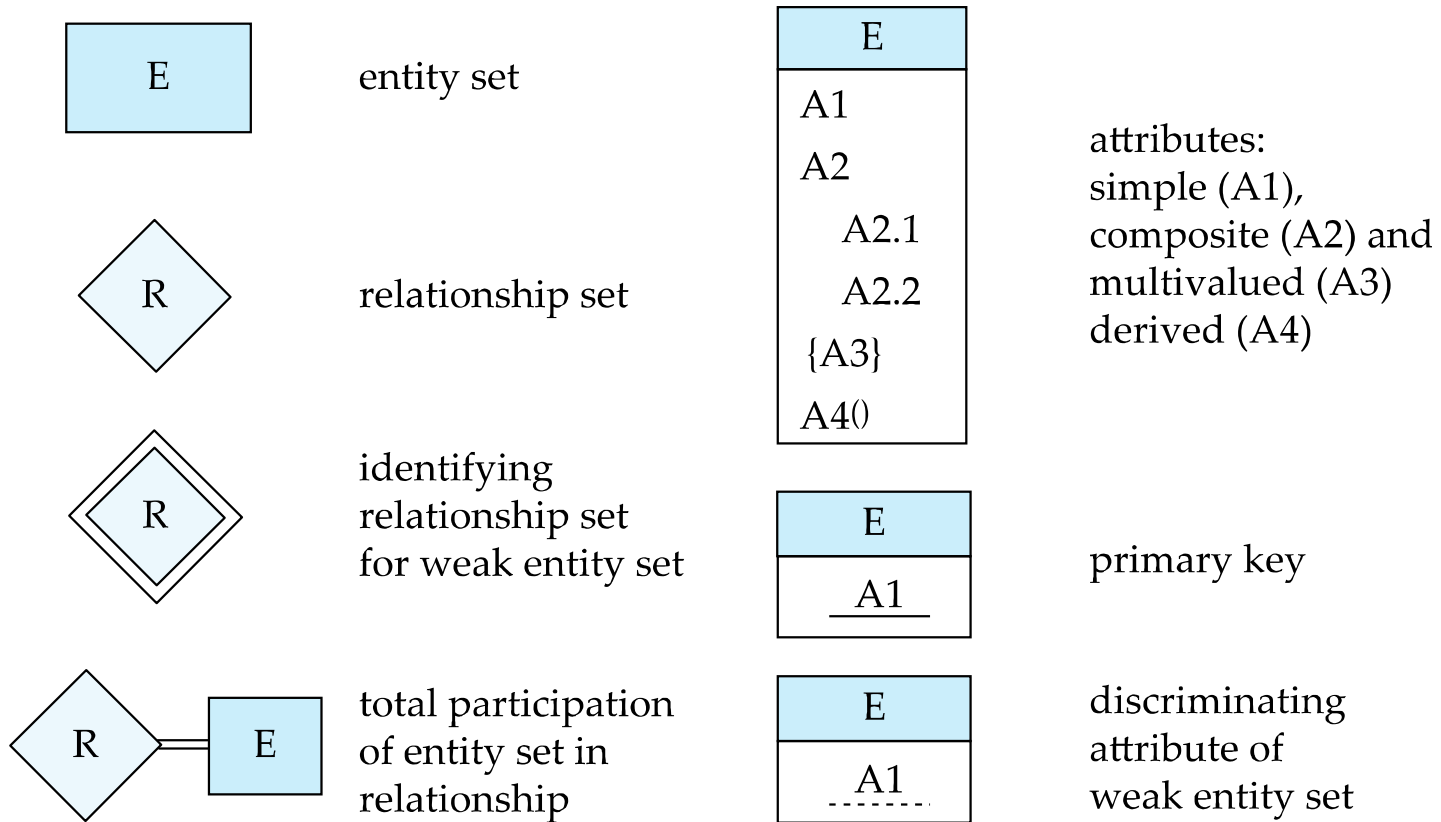 E
entity set
R
relationship set
R
identifying
relationship set
for weak entity set
R
E
total participation
of entity set in
relationship
E
A1
A2
A2.1
A2.2
{A3}
A4()
attributes:
simple (A1),
composite (A2) and
multivalued (A3)
derived (A4)
E
A1
primary key
E
A1
discriminating
attribute of
weak entity set